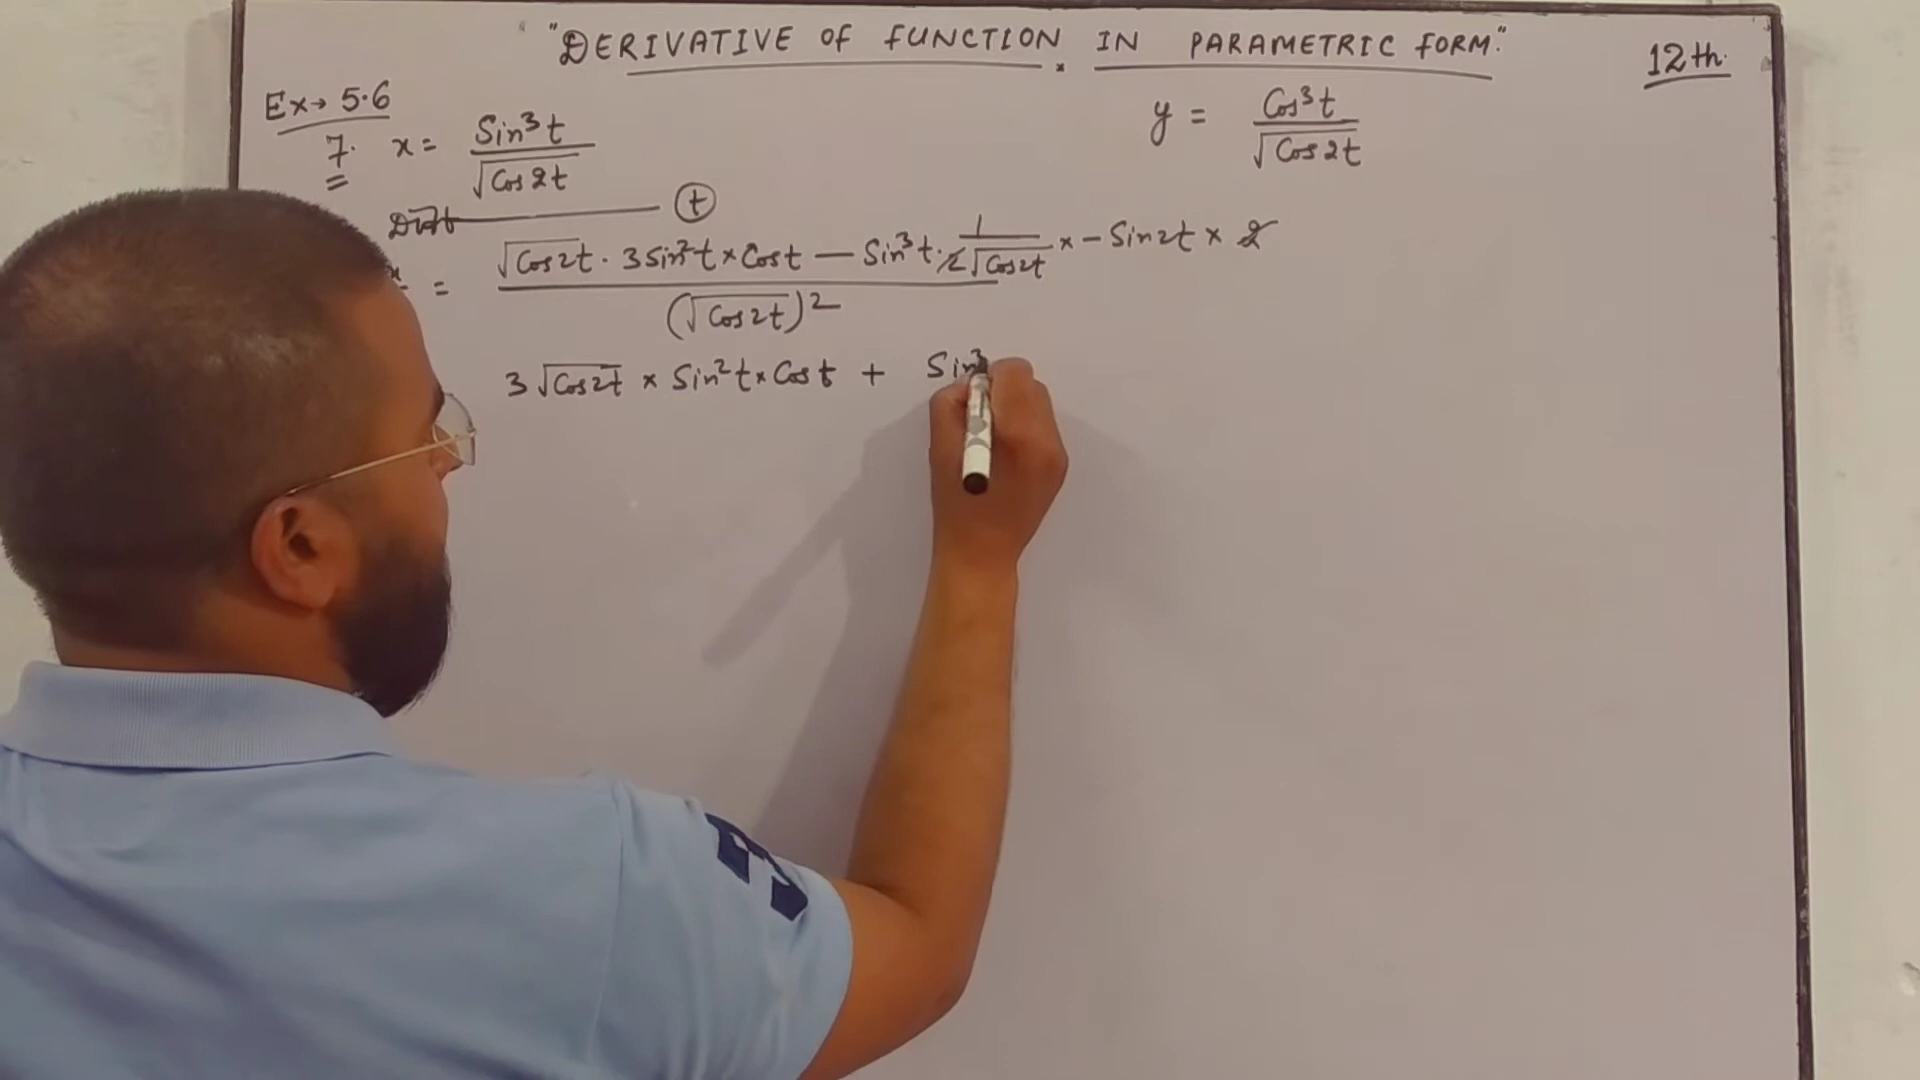 "DERIVATIVE OF FUNCTION IN PARAMETRIC FORM."
12th.
Ex→ 5.6
7. x = Sin³t / √Cos2t
y = Cos³t / √Cos2t
Diff (t)
= √Cos2t · 3Sin²t × Cost — Sin³t · 1 / 2√Cos2t × - Sin2t × 2
(√Cos2t)²
3√Cos2t × Sin²t × Cost + Sin³